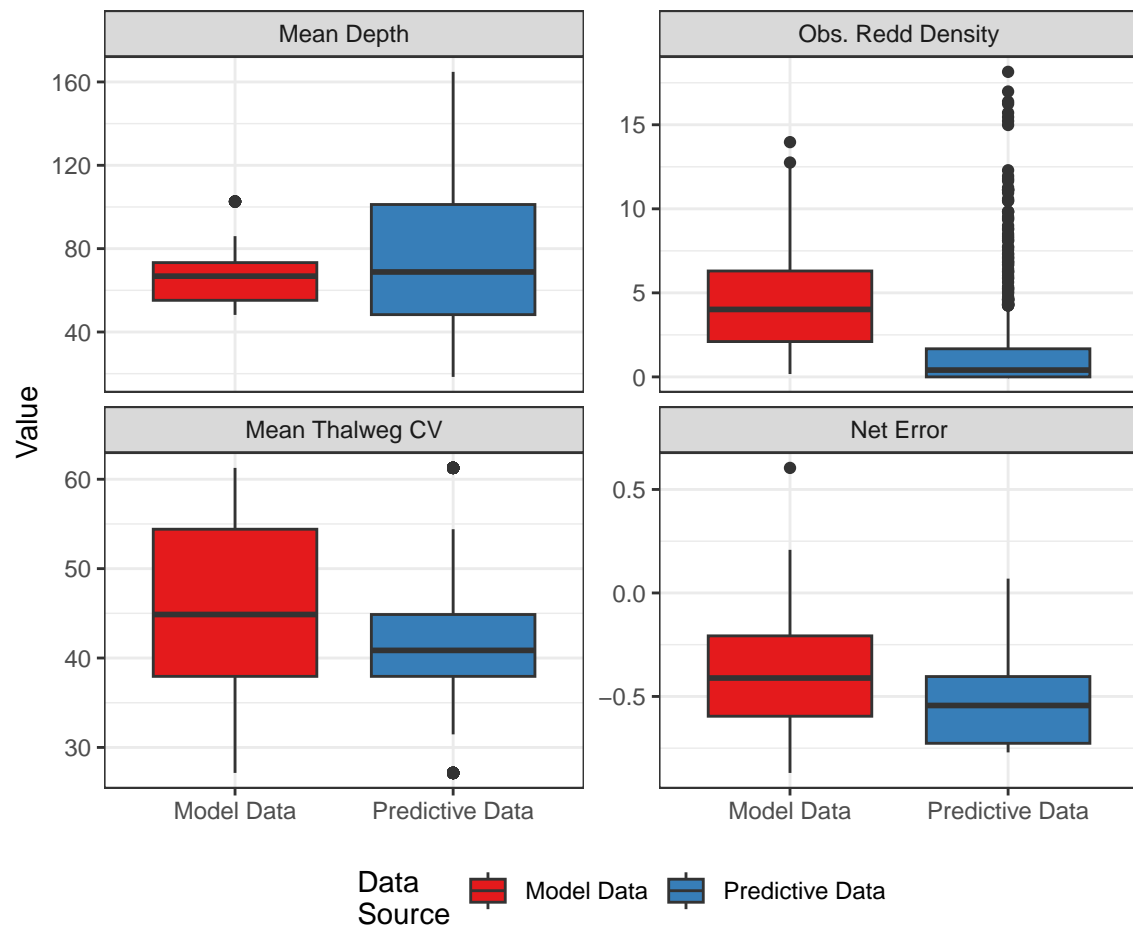 Mean Depth
Obs. Redd Density
160
120
80
40
15
10
5
0
Value
Mean Thalweg CV
Net Error
60
50
40
30
0.5
0.0
−0.5
Model Data
Predictive Data
Model Data
Predictive Data
Data
Source
Model Data
Predictive Data